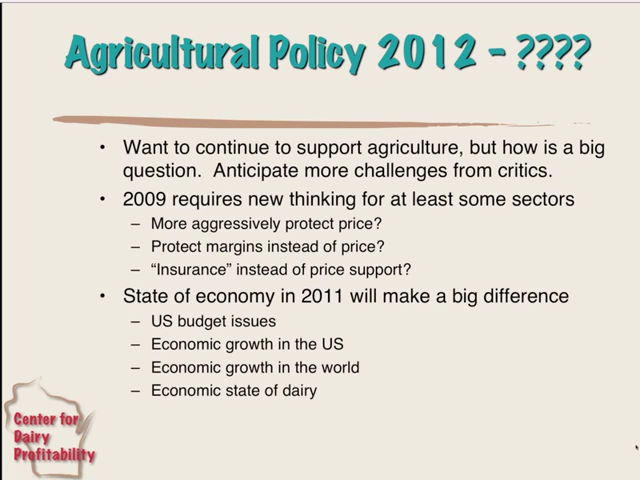 Agricultural Policy 2012 - ????
• Want to continue to support agriculture, but how is a big
question. Anticipate more challenges from critics.
• 2009 requires new thinking for at least some sectors
– More aggressively protect price?
– Protect margins instead of price?
– “Insurance” instead of price support?
• State of economy in 2011 will make a big difference
– US budget issues
– Economic growth in the US
– Economic growth in the world
– Economic state of dairy
Center for
Dairy
Profitability